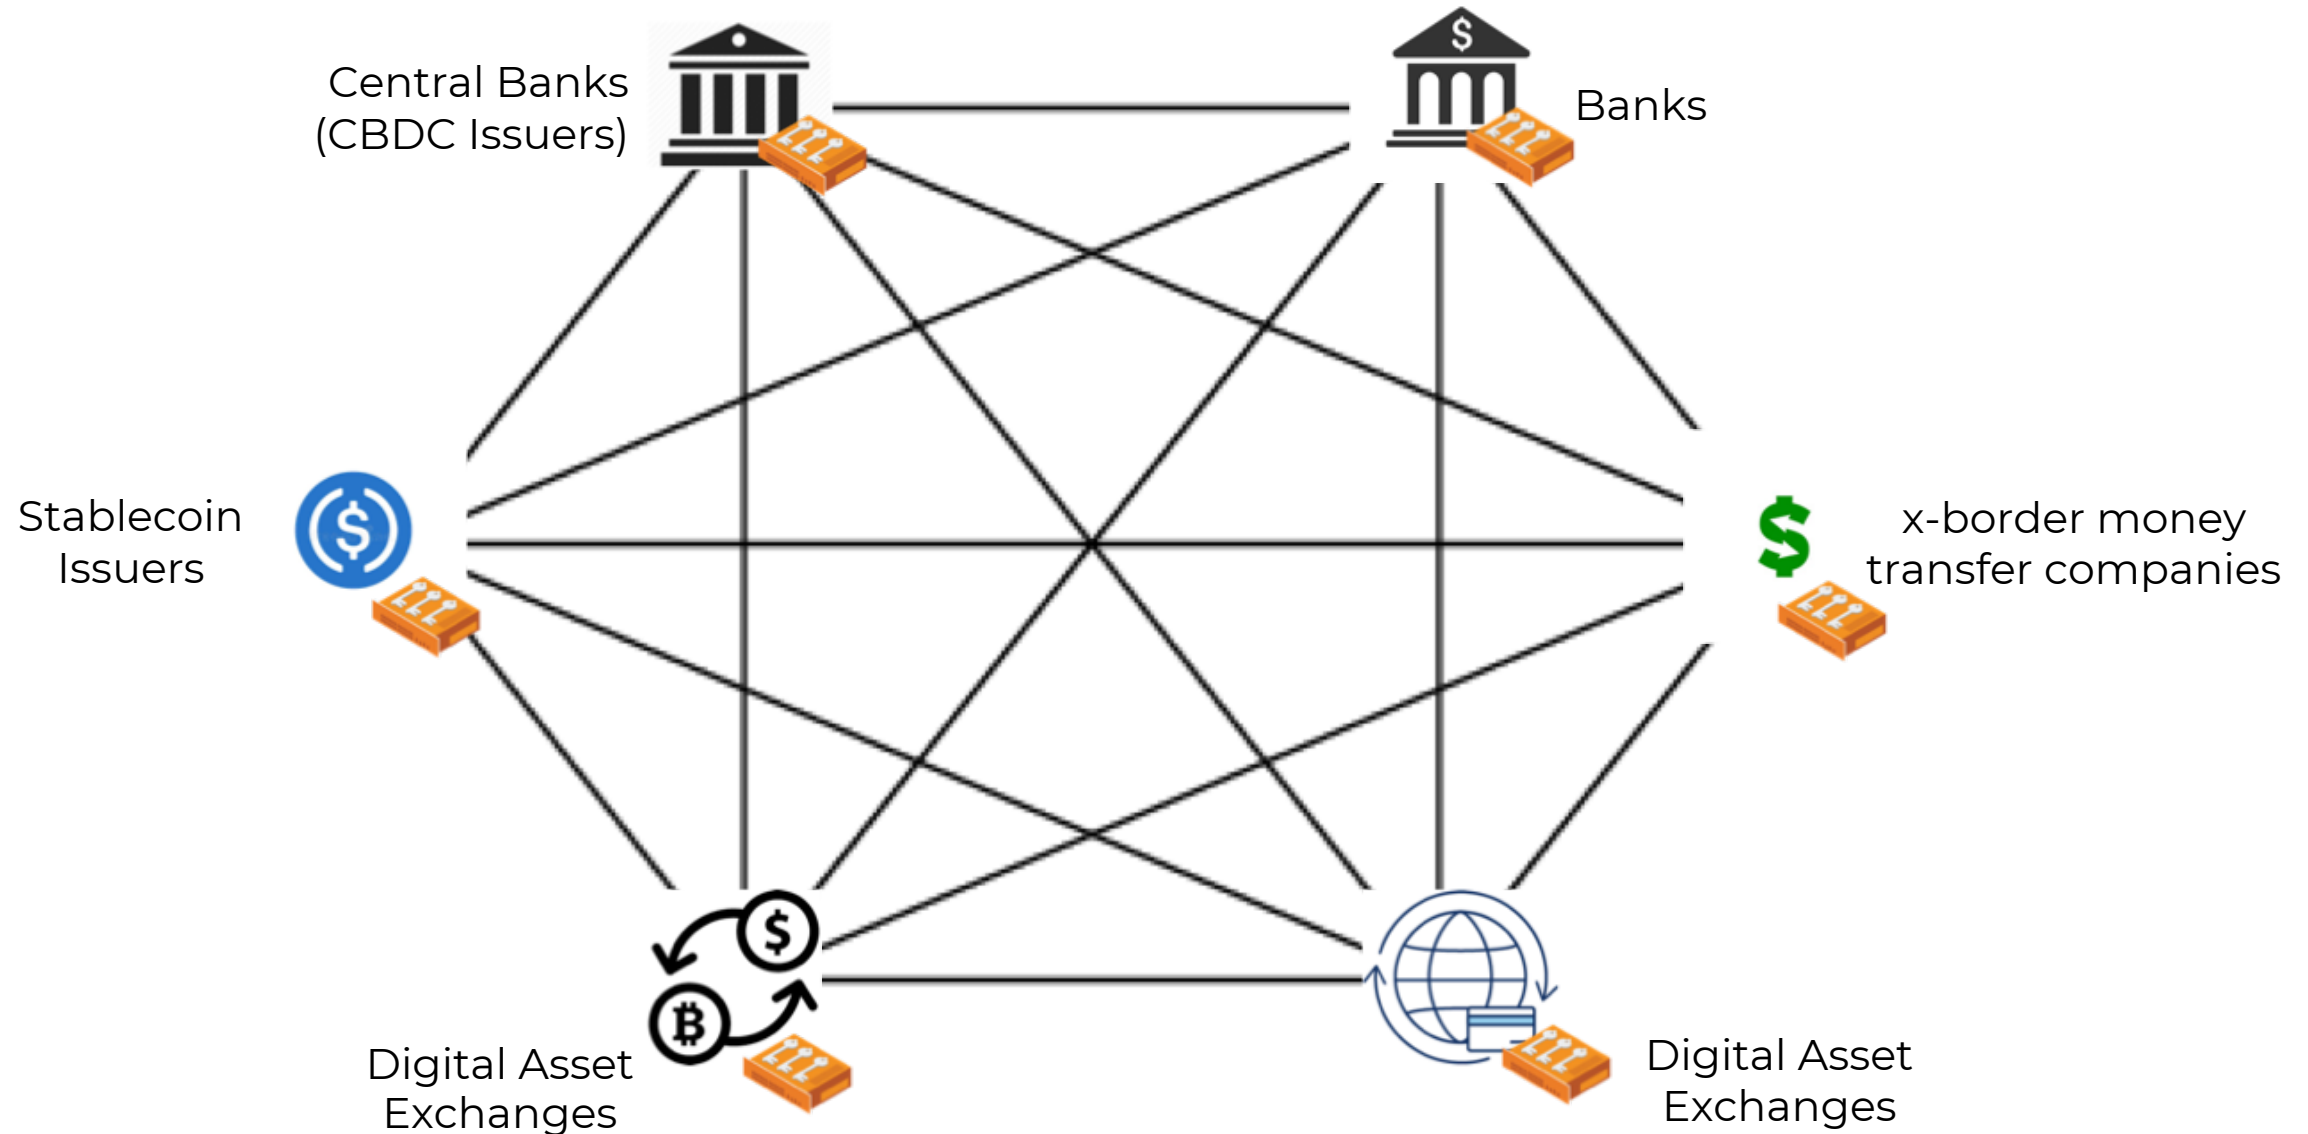 Central Banks
(CBDC Issuers)
$
Banks
Stablecoin
Issuers
$
$
x-border money
transfer companies
$
₿
Digital Asset
Exchanges
Digital Asset
Exchanges